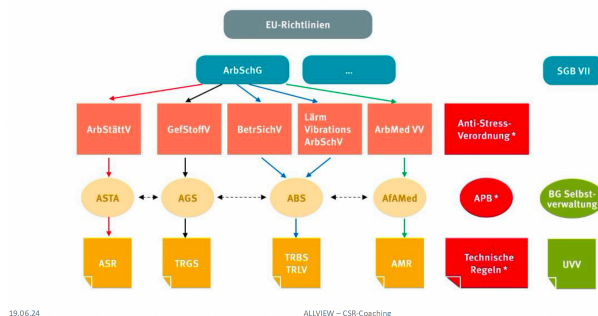 EU-Richtlinien
ArbSchG
...
SGB VII
ArbStättV
GefStoffV
BetrSichV
Lärm
Vibrations
ArbSchV
ArbMed VV
Anti-Stress-
Verordnung *
ASTA
AGS
ABS
AfAMed
APB *
BG Selbst-
verwaltung
ASR
TRGS
TRBS
TRLV
AMR
Technische
Regeln *
UVV
19.06.24
ALLVIEW – CSR-Coaching